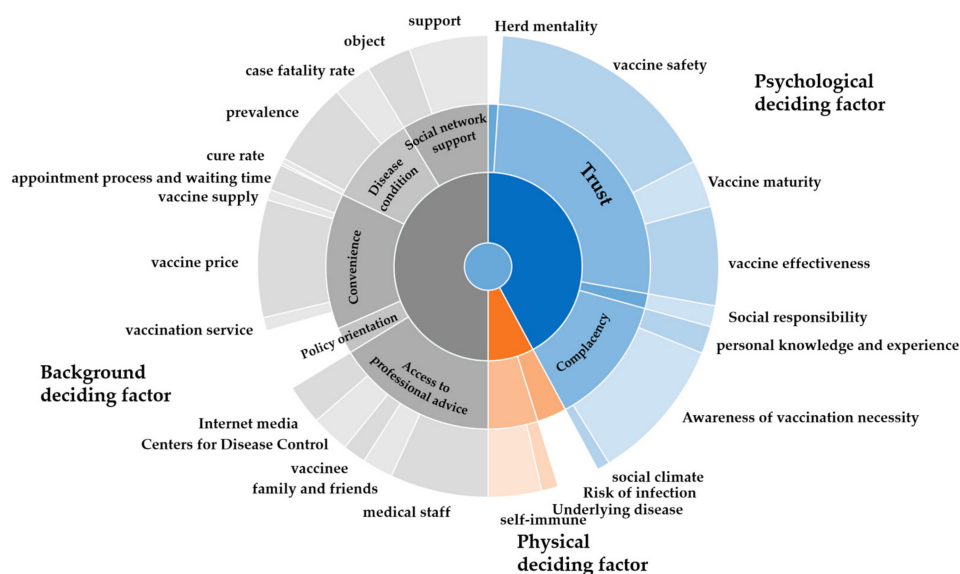 support
Herd mentality
object
vaccine safety
case fatality rate
Psychological
deciding factor
prevalence
Social network
support
cure rate
Disease
condition
Trust
appointment process and waiting time
Vaccine maturity
vaccine supply
vaccine price
Convenience
vaccine effectiveness
vaccination service
Policy orientation
Complacency
Social responsibility
personal knowledge and experience
Background
deciding factor
Access to
professional advice
Internet media
Awareness of vaccination necessity
Centers for Disease Control
vaccinee
family and friends
medical staff
social climate
Risk of infection
Underlying disease
self-immune
Physical
deciding factor